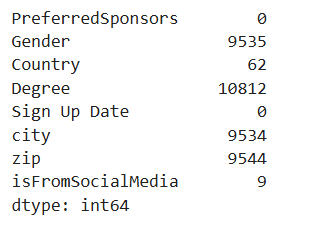 PreferredSponsors 0
Gender 9535
Country 62
Degree 10812
Sign Up Date 0
city 9534
zip 9544
isFromSocialMedia 9
dtype: int64